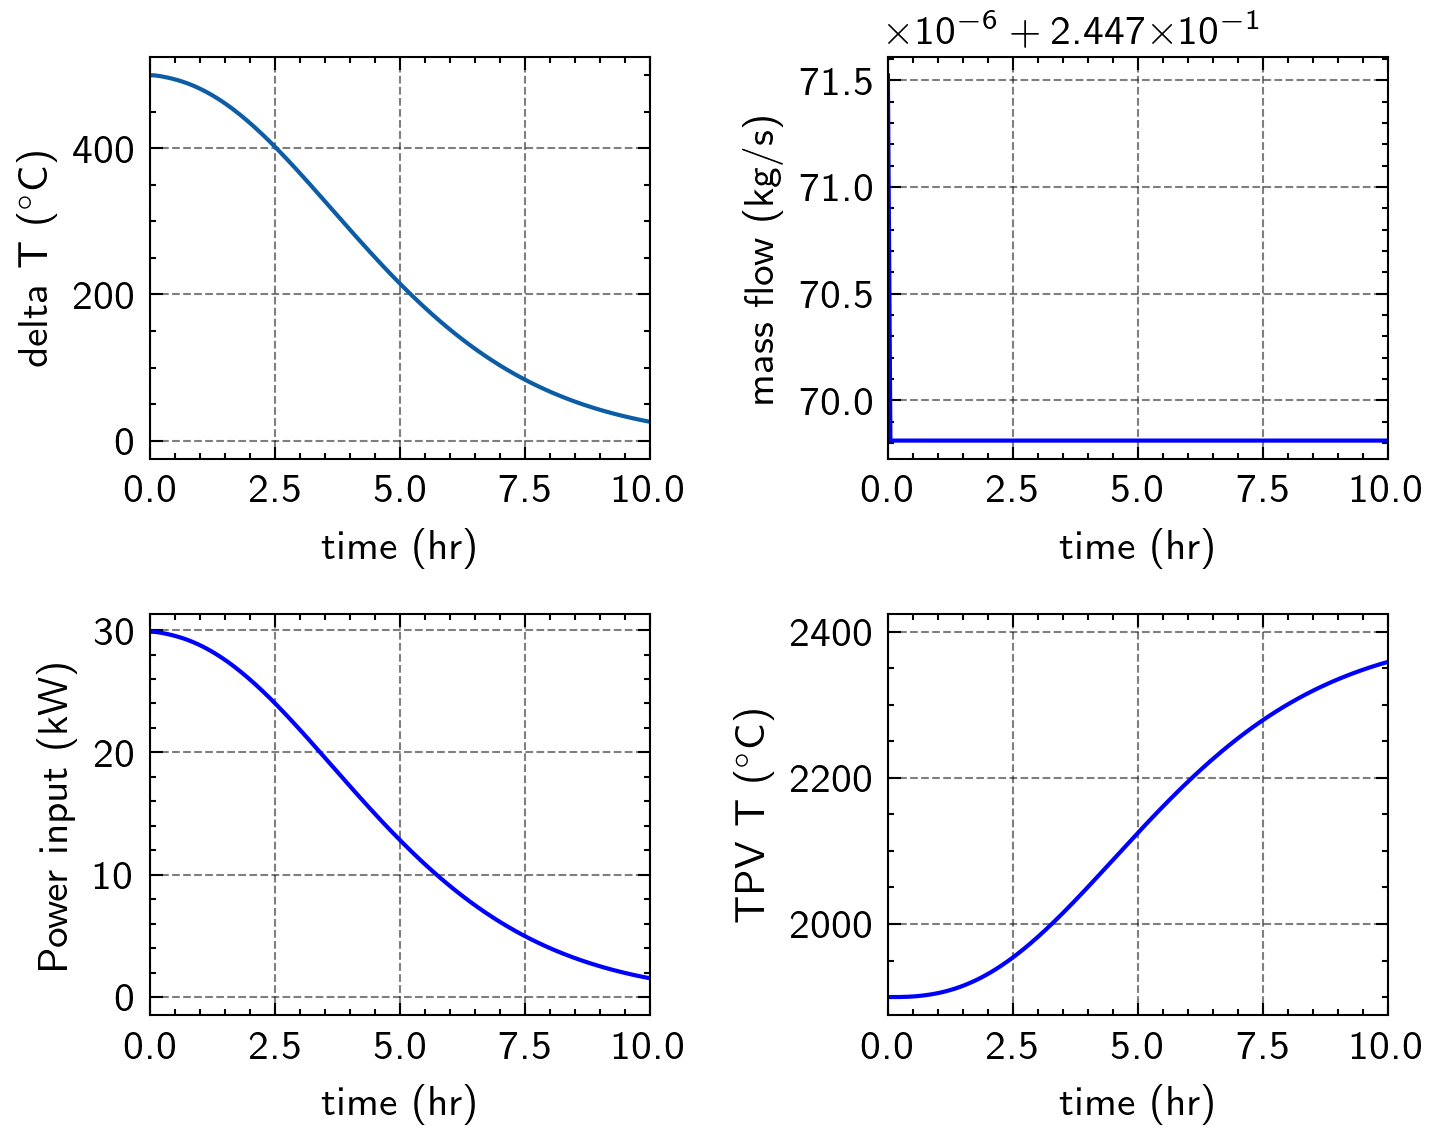 delta T (°C)
400
200
0
0.0 2.5 5.0 7.5 10.0
time (hr)
×10⁻⁶ + 2.447×10⁻¹
mass flow (kg/s)
71.5
71.0
70.5
70.0
0.0 2.5 5.0 7.5 10.0
time (hr)
Power input (kW)
30
20
10
0
0.0 2.5 5.0 7.5 10.0
time (hr)
TPV T (°C)
2400
2200
2000
0.0 2.5 5.0 7.5 10.0
time (hr)